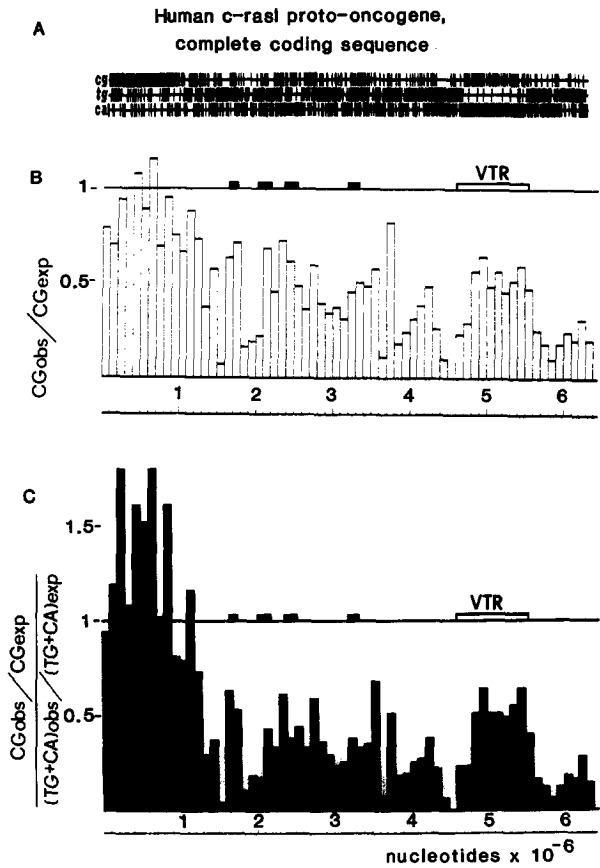 A
Human c-rasI proto-oncogene,
complete coding sequence
cg
tg
ca
B
VTR
1
0.5
CGobs/CGexp
1 2 3 4 5 6
C
1.5
VTR
1
0.5
CGobs/CGexp
(TG+CA)obs/(TG+CA)exp
1 2 3 4 5 6
nucleotides x 10-6